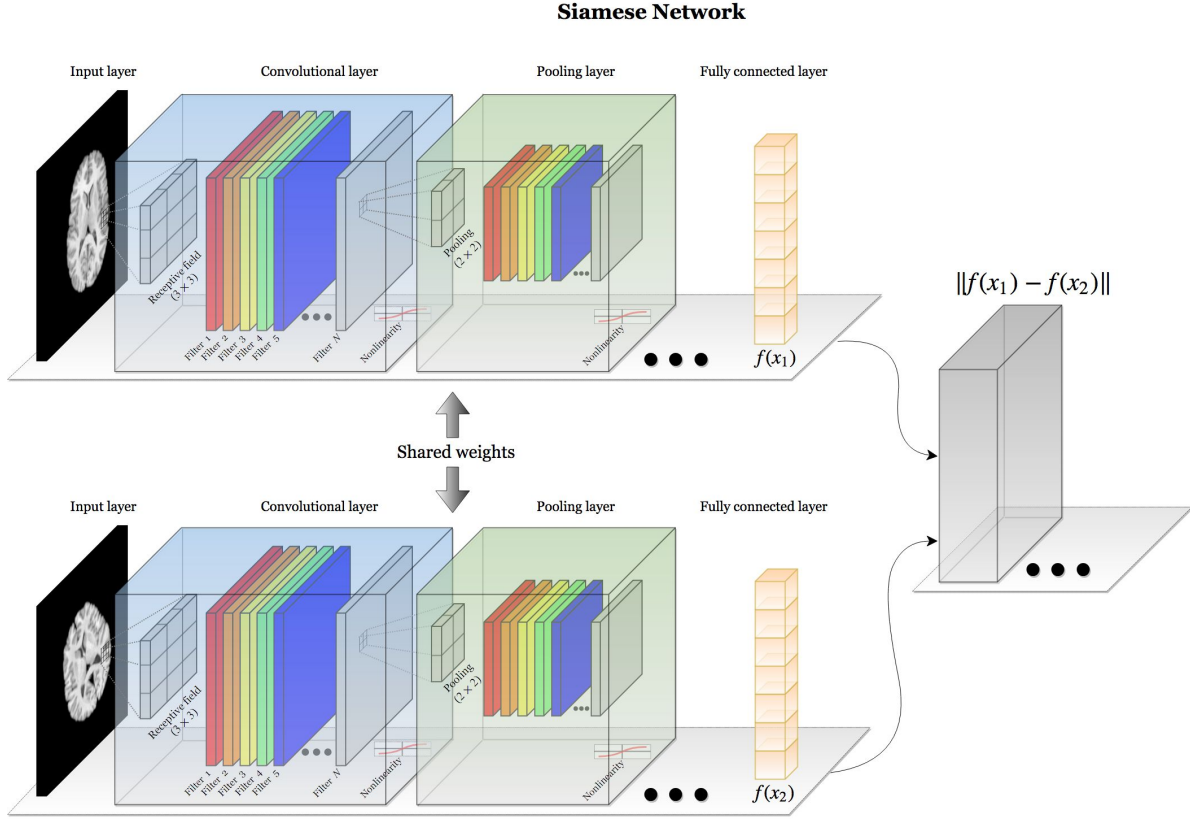 Siamese Network
Input layer
Convolutional layer
Pooling layer
Fully connected layer
Receptive field
(3 × 3)
Filter 1
Filter 2
Filter 3
Filter 4
Filter 5
Filter N
Nonlinearity
Pooling
(2 × 2)
Nonlinearity
f(x₁)
||f(x₁) − f(x₂)||
Shared weights
Input layer
Convolutional layer
Pooling layer
Fully connected layer
Receptive field
(3 × 3)
Filter 1
Filter 2
Filter 3
Filter 4
Filter 5
Filter N
Nonlinearity
Pooling
(2 × 2)
Nonlinearity
f(x₂)